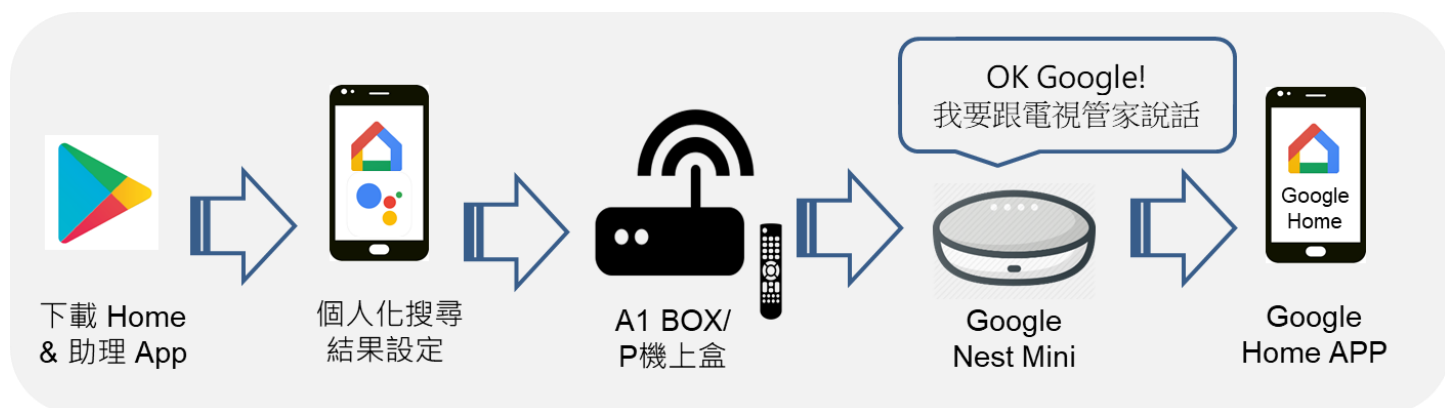 OK Google!
我要跟電視管家說話
Google
Home
下載 Home
& 助理 App
個人化搜尋
結果設定
A1 BOX/
P機上盒
Google
Nest Mini
Google
Home APP